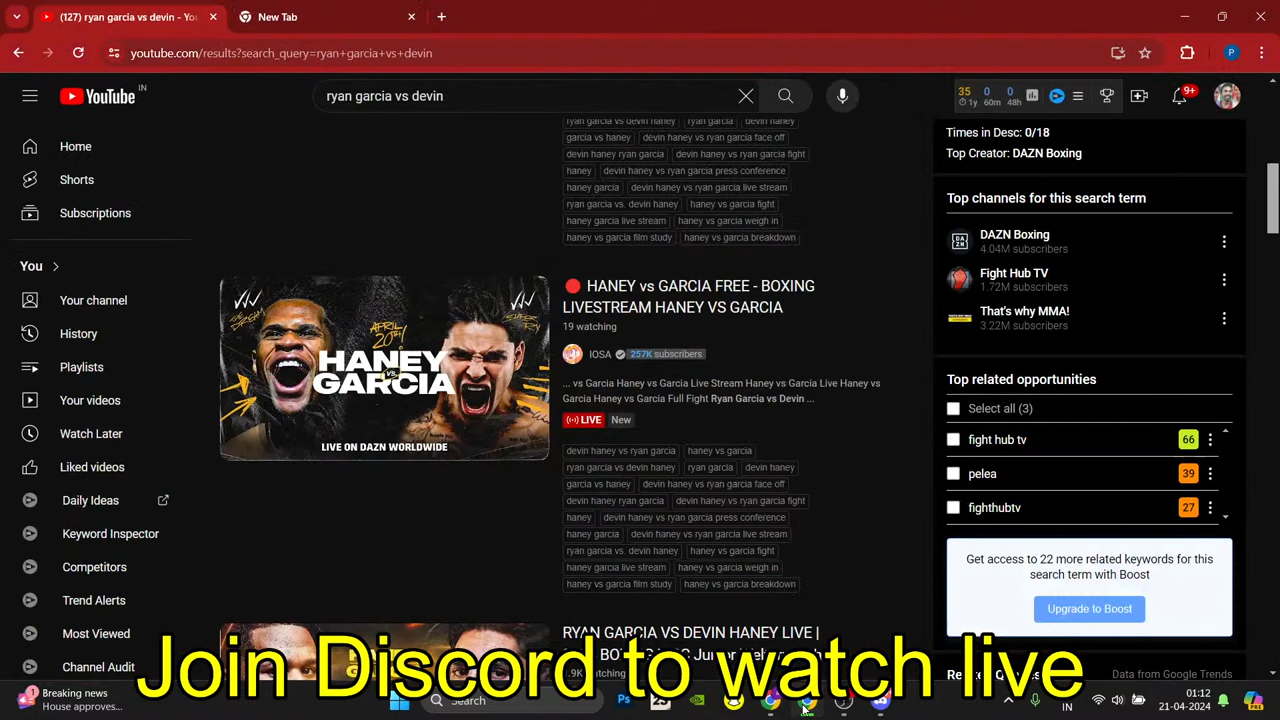 (127) ryan garcia vs devin - You
New Tab
youtube.com/results?search_query=ryan+garcia+vs+devin
YouTube IN
ryan garcia vs devin
35 0 0
1y 60m 48h
9+
P
Home
Shorts
Subscriptions
You
Your channel
History
Playlists
Your videos
Watch Later
Liked videos
Daily Ideas
Keyword Inspector
Competitors
Trend Alerts
Most Viewed
Channel Audit
ryan garcia vs devin haney ryan garcia devin haney
garcia vs haney devin haney vs ryan garcia face off
devin haney ryan garcia devin haney vs ryan garcia fight
haney devin haney vs ryan garcia press conference
haney garcia devin haney vs ryan garcia live stream
ryan garcia vs. devin haney haney vs garcia fight
haney garcia live stream haney vs garcia weigh in
haney vs garcia film study haney vs garcia breakdown
APRIL
20TH!
HANEY
VS
GARCIA
LIVE ON DAZN WORLDWIDE
HANEY vs GARCIA FREE - BOXING
LIVESTREAM HANEY VS GARCIA
19 watching
IOSA 257K subscribers
... vs Garcia Haney vs Garcia Live Stream Haney vs Garcia Live Haney vs
Garcia Haney vs Garcia Full Fight Ryan Garcia vs Devin ...
LIVE New
devin haney vs ryan garcia haney vs garcia
ryan garcia vs devin haney ryan garcia devin haney
garcia vs haney devin haney vs ryan garcia face off
devin haney ryan garcia devin haney vs ryan garcia fight
haney devin haney vs ryan garcia press conference
haney garcia devin haney vs ryan garcia live stream
ryan garcia vs. devin haney haney vs garcia fight
haney garcia live stream haney vs garcia weigh in
haney vs garcia film study haney vs garcia breakdown
RYAN GARCIA VS DEVIN HANEY LIVE |
Times in Desc: 0/18
Top Creator: DAZN Boxing
Top channels for this search term
DAZN Boxing
4.04M subscribers
Fight Hub TV
1.72M subscribers
That's why MMA!
3.22M subscribers
Top related opportunities
Select all (3)
fight hub tv 66
pelea 39
fighthubtv 27
Get access to 22 more related keywords for this
search term with Boost
Upgrade to Boost
Data from Google Trends
Join Discord to watch live
1
Breaking news
House approves...
Search
Ps
IN
01:12
21-04-2024